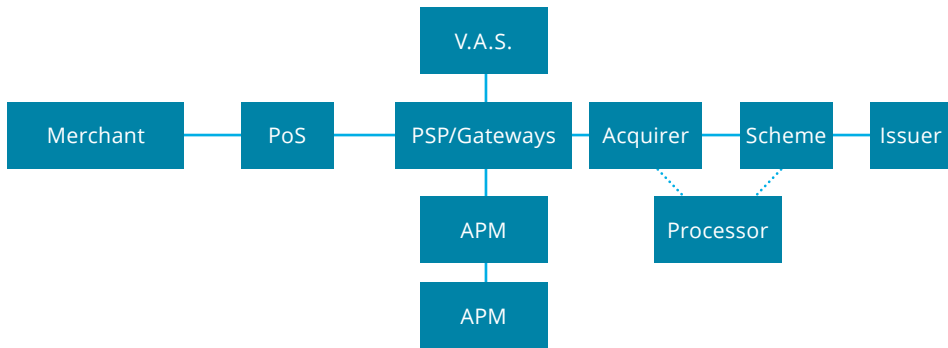 V.A.S.
Merchant
PoS
PSP/Gateways
Acquirer
Scheme
Issuer
APM
Processor
APM